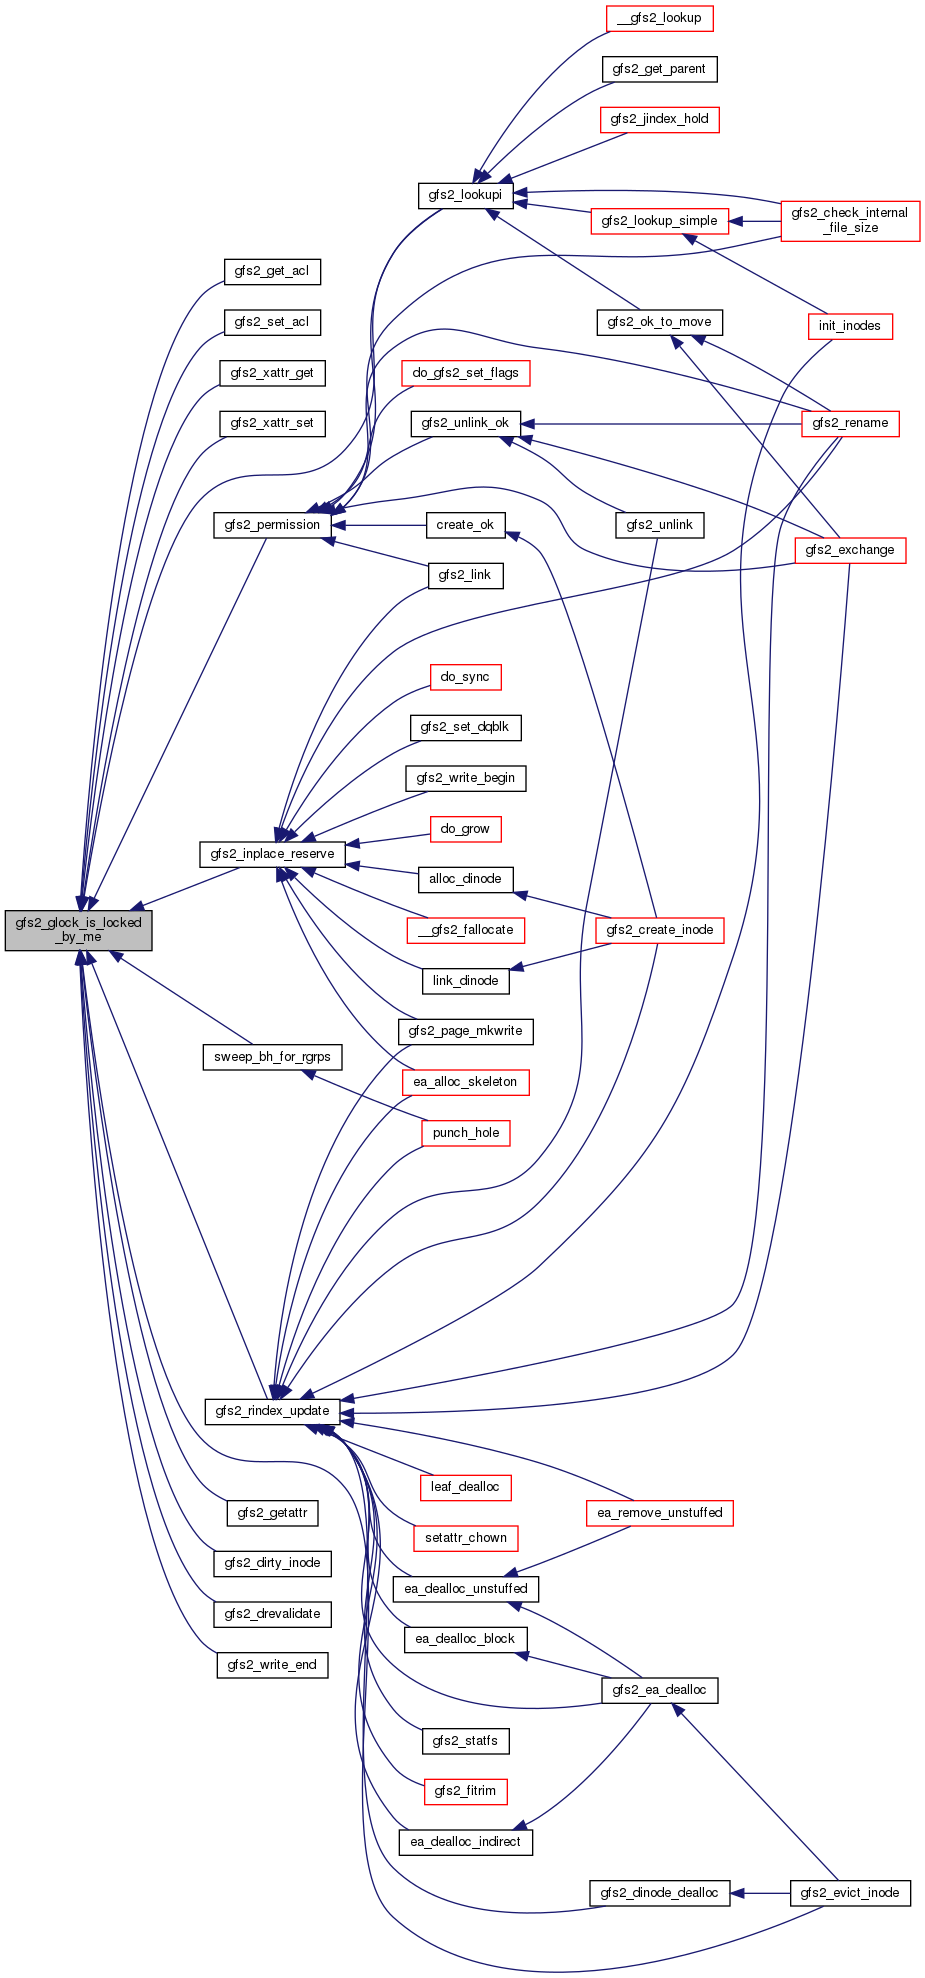 __gfs2_lookup
gfs2_get_parent
gfs2_jindex_hold
gfs2_lookupi
gfs2_lookup_simple
gfs2_check_internal
_file_size
gfs2_get_acl
gfs2_set_acl
gfs2_ok_to_move
init_inodes
gfs2_xattr_get
do_gfs2_set_flags
gfs2_xattr_set
gfs2_unlink_ok
gfs2_rename
gfs2_permission
create_ok
gfs2_unlink
gfs2_exchange
gfs2_link
do_sync
gfs2_set_dqblk
gfs2_write_begin
do_grow
gfs2_inplace_reserve
alloc_dinode
gfs2_glock_is_locked
_by_me
__gfs2_fallocate
gfs2_create_inode
link_dinode
gfs2_page_mkwrite
sweep_bh_for_rgrps
ea_alloc_skeleton
punch_hole
gfs2_rindex_update
leaf_dealloc
gfs2_getattr
ea_remove_unstuffed
setattr_chown
gfs2_dirty_inode
ea_dealloc_unstuffed
gfs2_drevalidate
ea_dealloc_block
gfs2_write_end
gfs2_ea_dealloc
gfs2_statfs
gfs2_fitrim
ea_dealloc_indirect
gfs2_dinode_dealloc
gfs2_evict_inode